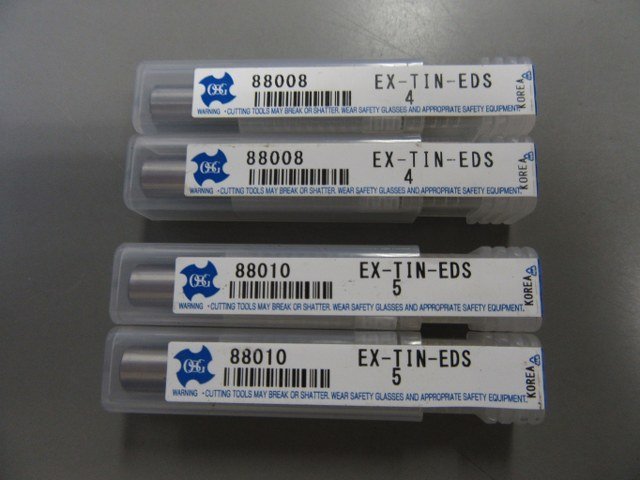 OSG 88008 EX-TIN-EDS
4
WARNING •CUTTING TOOLS MAY BREAK OR SHATTER. WEAR SAFETY GLASSES AND APPROPRIATE SAFETY EQUIPMENT.
KOREA
OSG 88008 EX-TIN-EDS
4
WARNING •CUTTING TOOLS MAY BREAK OR SHATTER. WEAR SAFETY GLASSES AND APPROPRIATE SAFETY EQUIPMENT.
KOREA
OSG 88010 EX-TIN-EDS
5
WARNING •CUTTING TOOLS MAY BREAK OR SHATTER. WEAR SAFETY GLASSES AND APPROPRIATE SAFETY EQUIPMENT.
KOREA
OSG 88010 EX-TIN-EDS
5
WARNING •CUTTING TOOLS MAY BREAK OR SHATTER. WEAR SAFETY GLASSES AND APPROPRIATE SAFETY EQUIPMENT.
KOREA